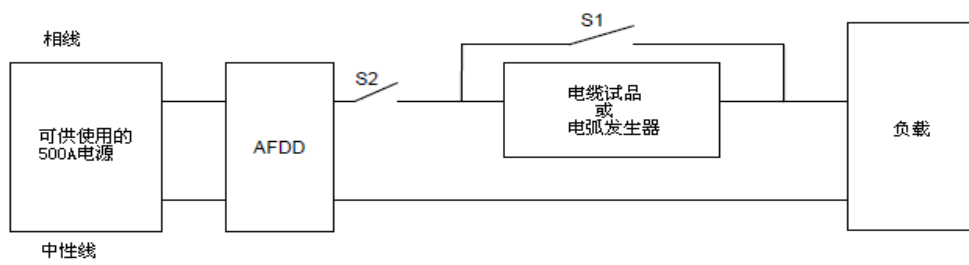 相线
S1
S2
可供使用的
500A电源
AFDD
电缆试品
或
电弧发生器
负载
中性线